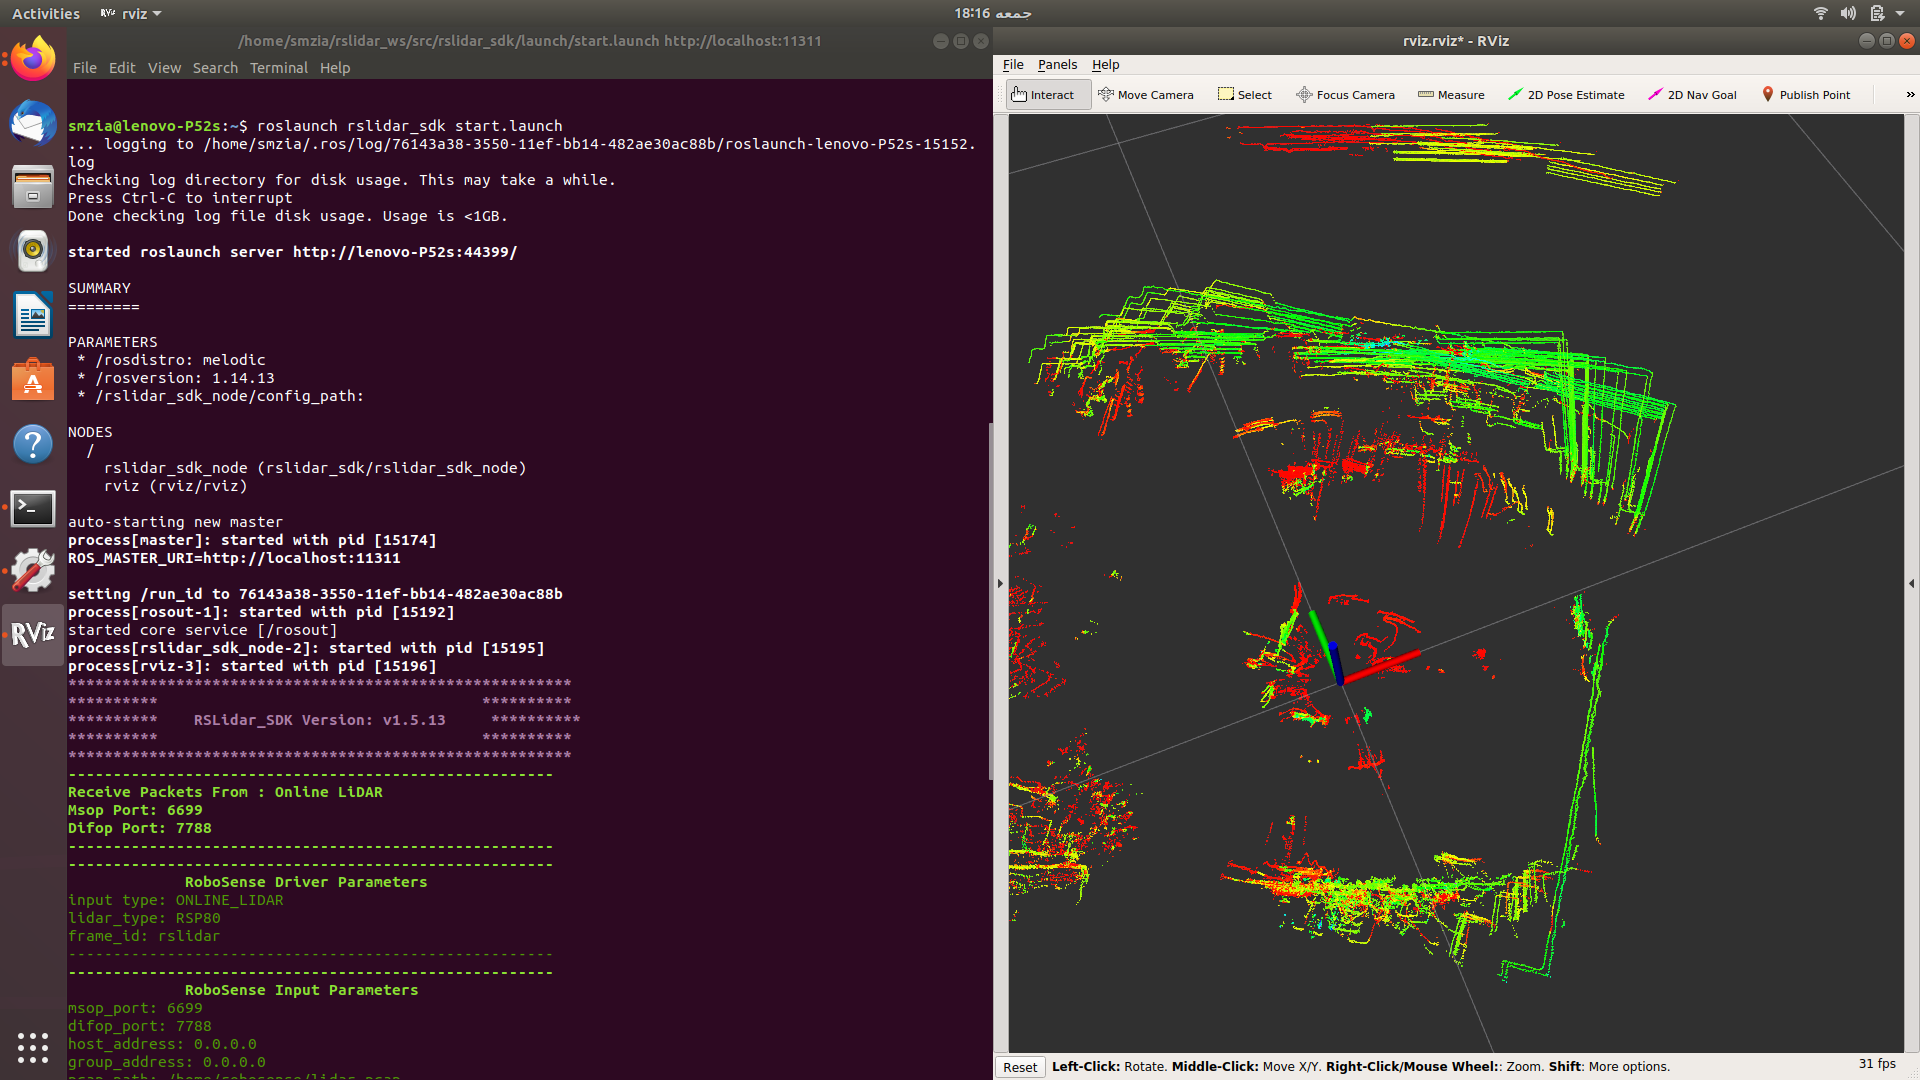 Activities
rviz
جمعه 18:16
/home/smzia/rslidar_ws/src/rslidar_sdk/launch/start.launch http://localhost:11311
File Edit View Search Terminal Help
smzia@lenovo-P52s:~$ roslaunch rslidar_sdk start.launch
... logging to /home/smzia/.ros/log/76143a38-3550-11ef-bb14-482ae30ac88b/roslaunch-lenovo-P52s-15152.
log
Checking log directory for disk usage. This may take a while.
Press Ctrl-C to interrupt
Done checking log file disk usage. Usage is <1GB.
started roslaunch server http://lenovo-P52s:44399/
SUMMARY
========
PARAMETERS
* /rosdistro: melodic
* /rosversion: 1.14.13
* /rslidar_sdk_node/config_path:
NODES
/
rslidar_sdk_node (rslidar_sdk/rslidar_sdk_node)
rviz (rviz/rviz)
auto-starting new master
process[master]: started with pid [15174]
ROS_MASTER_URI=http://localhost:11311
setting /run_id to 76143a38-3550-11ef-bb14-482ae30ac88b
process[rosout-1]: started with pid [15192]
started core service [/rosout]
process[rslidar_sdk_node-2]: started with pid [15195]
process[rviz-3]: started with pid [15196]
********************************************************
********** **********
********** RSLidar_SDK Version: v1.5.13 **********
********** **********
********************************************************
------------------------------------------------------
Receive Packets From : Online LiDAR
Msop Port: 6699
Difop Port: 7788
------------------------------------------------------
------------------------------------------------------
RoboSense Driver Parameters
input type: ONLINE_LIDAR
lidar_type: RSP80
frame_id: rslidar
------------------------------------------------------
------------------------------------------------------
RoboSense Input Parameters
msop_port: 6699
difop_port: 7788
host_address: 0.0.0.0
group_address: 0.0.0.0
pcap_path: /home/robosense/lidar.pcap
RViz
rviz.rviz* - RViz
File Panels Help
Interact Move Camera Select Focus Camera Measure 2D Pose Estimate 2D Nav Goal Publish Point »
Reset Left-Click: Rotate. Middle-Click: Move X/Y. Right-Click/Mouse Wheel:: Zoom. Shift: More options. 31 fps